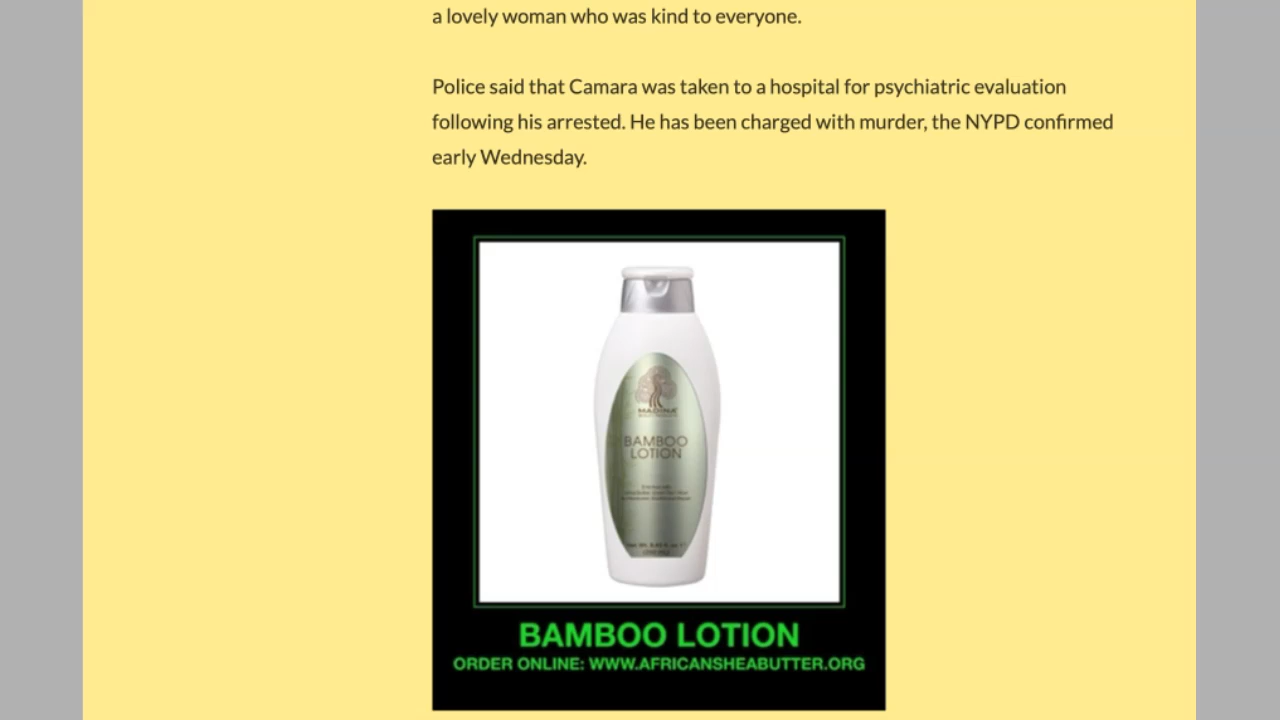 a lovely woman who was kind to everyone.
Police said that Camara was taken to a hospital for psychiatric evaluation
following his arrested. He has been charged with murder, the NYPD confirmed
early Wednesday.
MADINA
BAMBOO
LOTION
BAMBOO LOTION
ORDER ONLINE: WWW.AFRICANSHEABUTTER.ORG